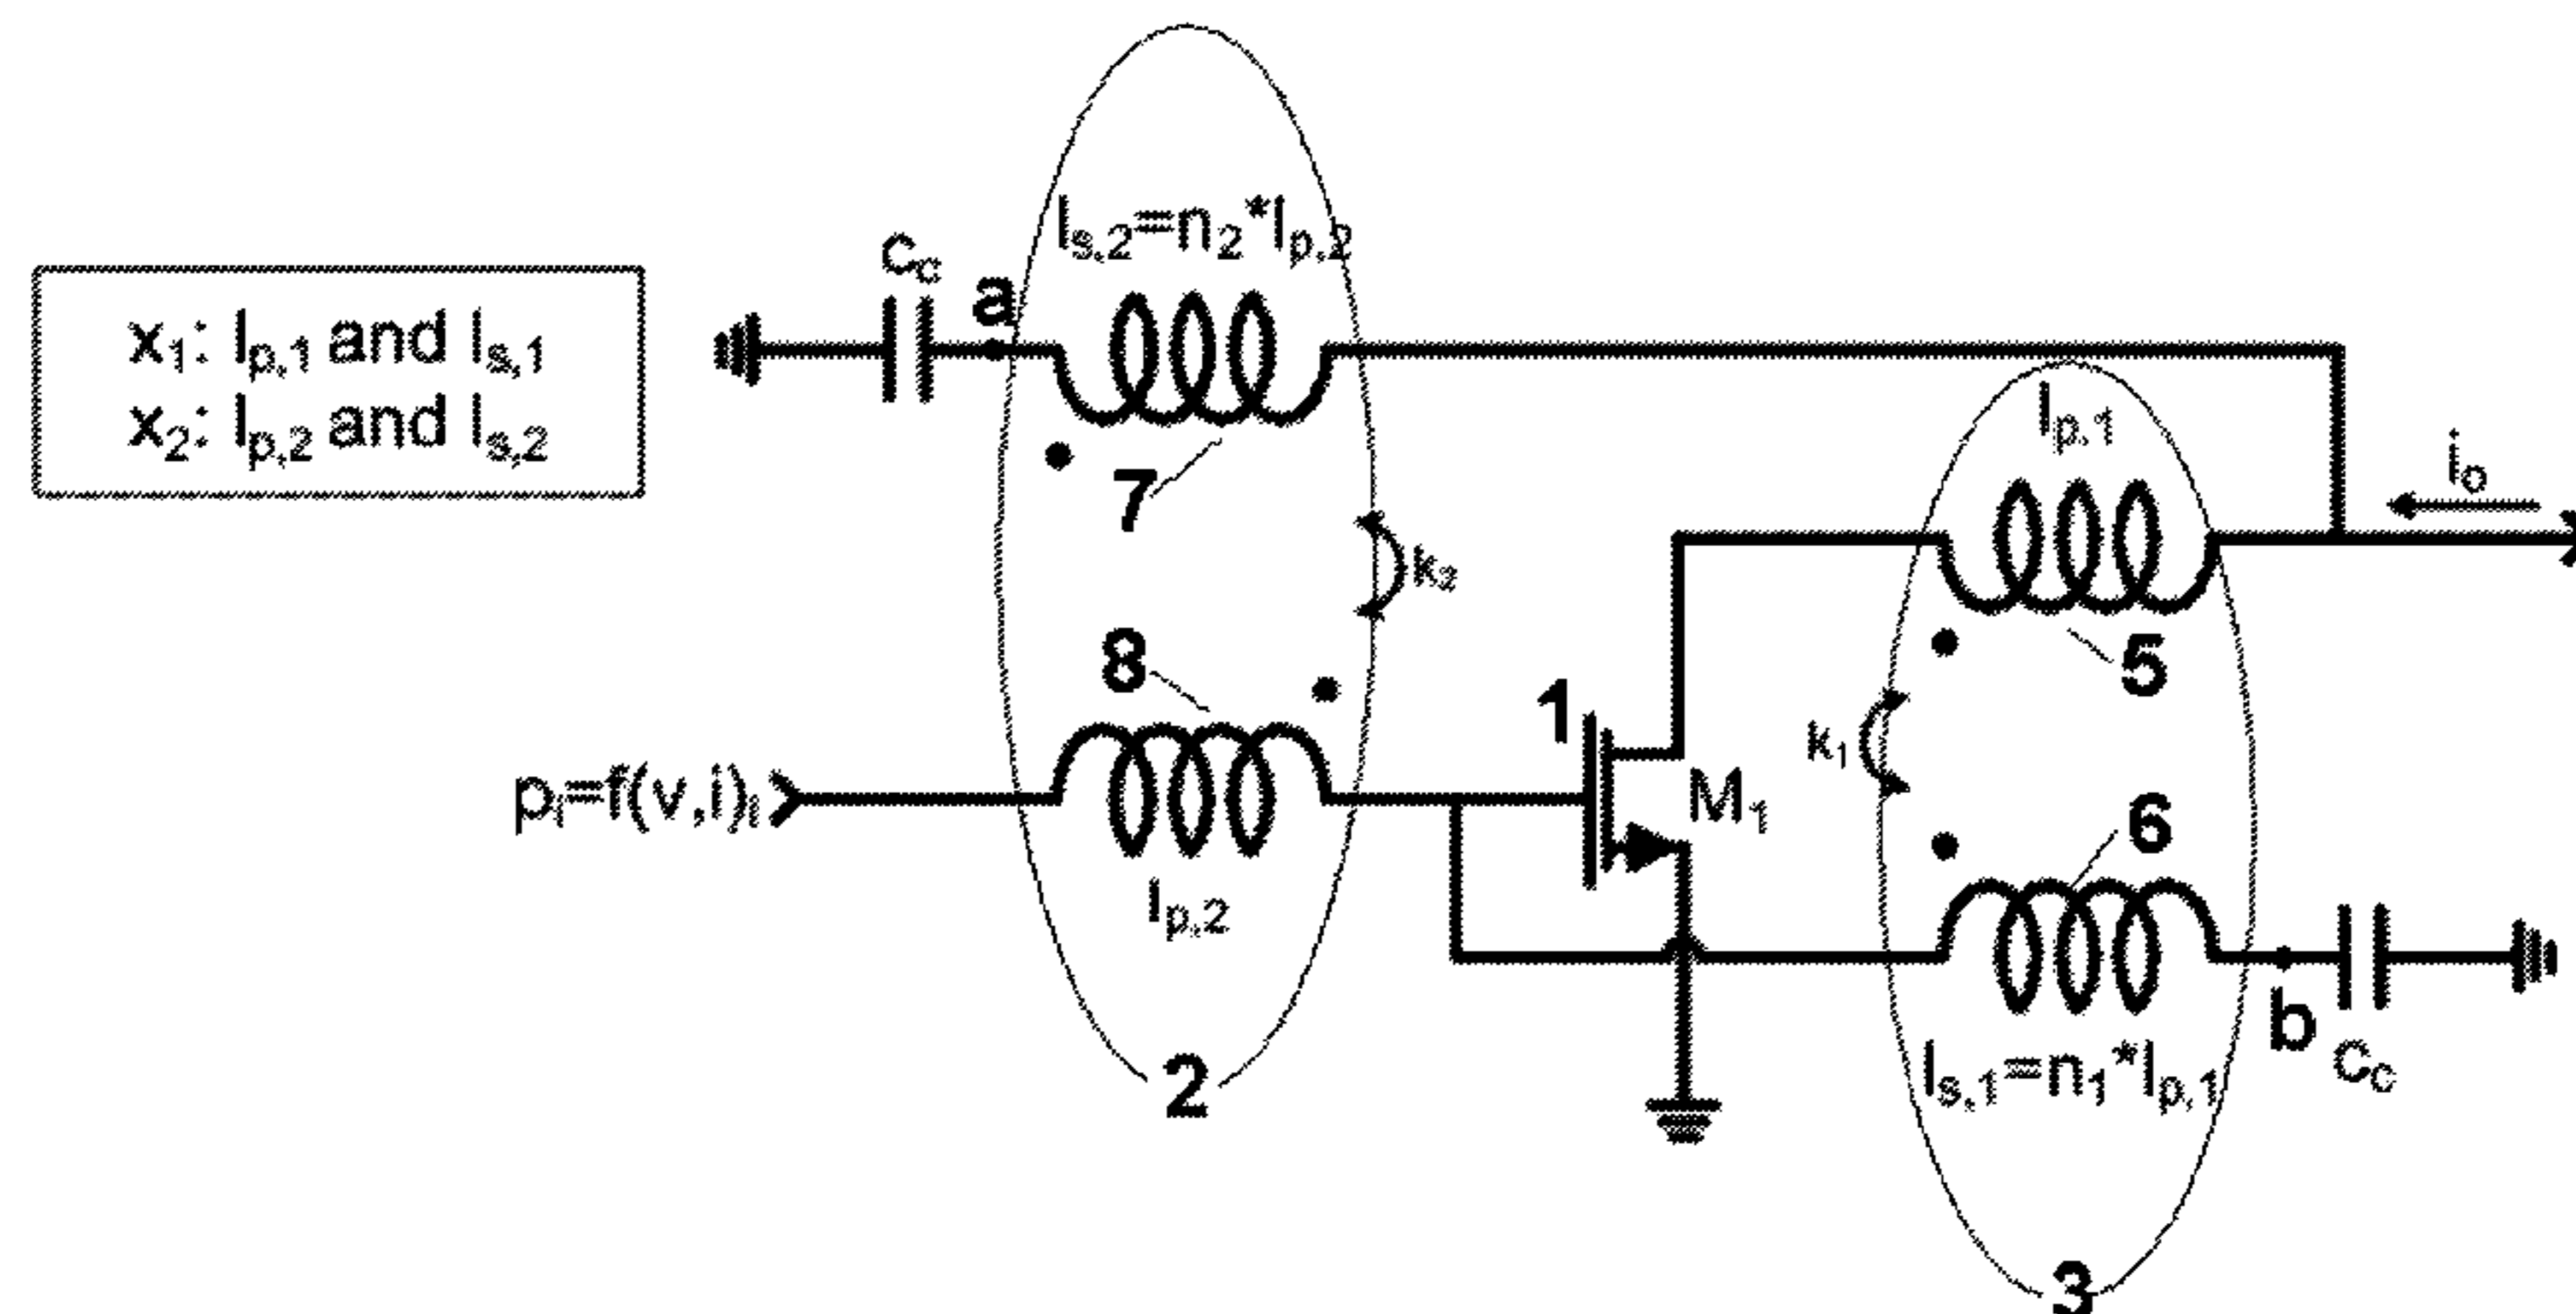 x₁: lp,1 and ls,1
x₂: lp,2 and ls,2
ls,2=n₂*lp,2
Cc
a
7
k₂
8
lp,2
pᵢ=f(v,i)ᵢ
2
1
M₁
lp,1
5
io
k₁
6
ls,1=n₁*lp,1
b
Cc
3